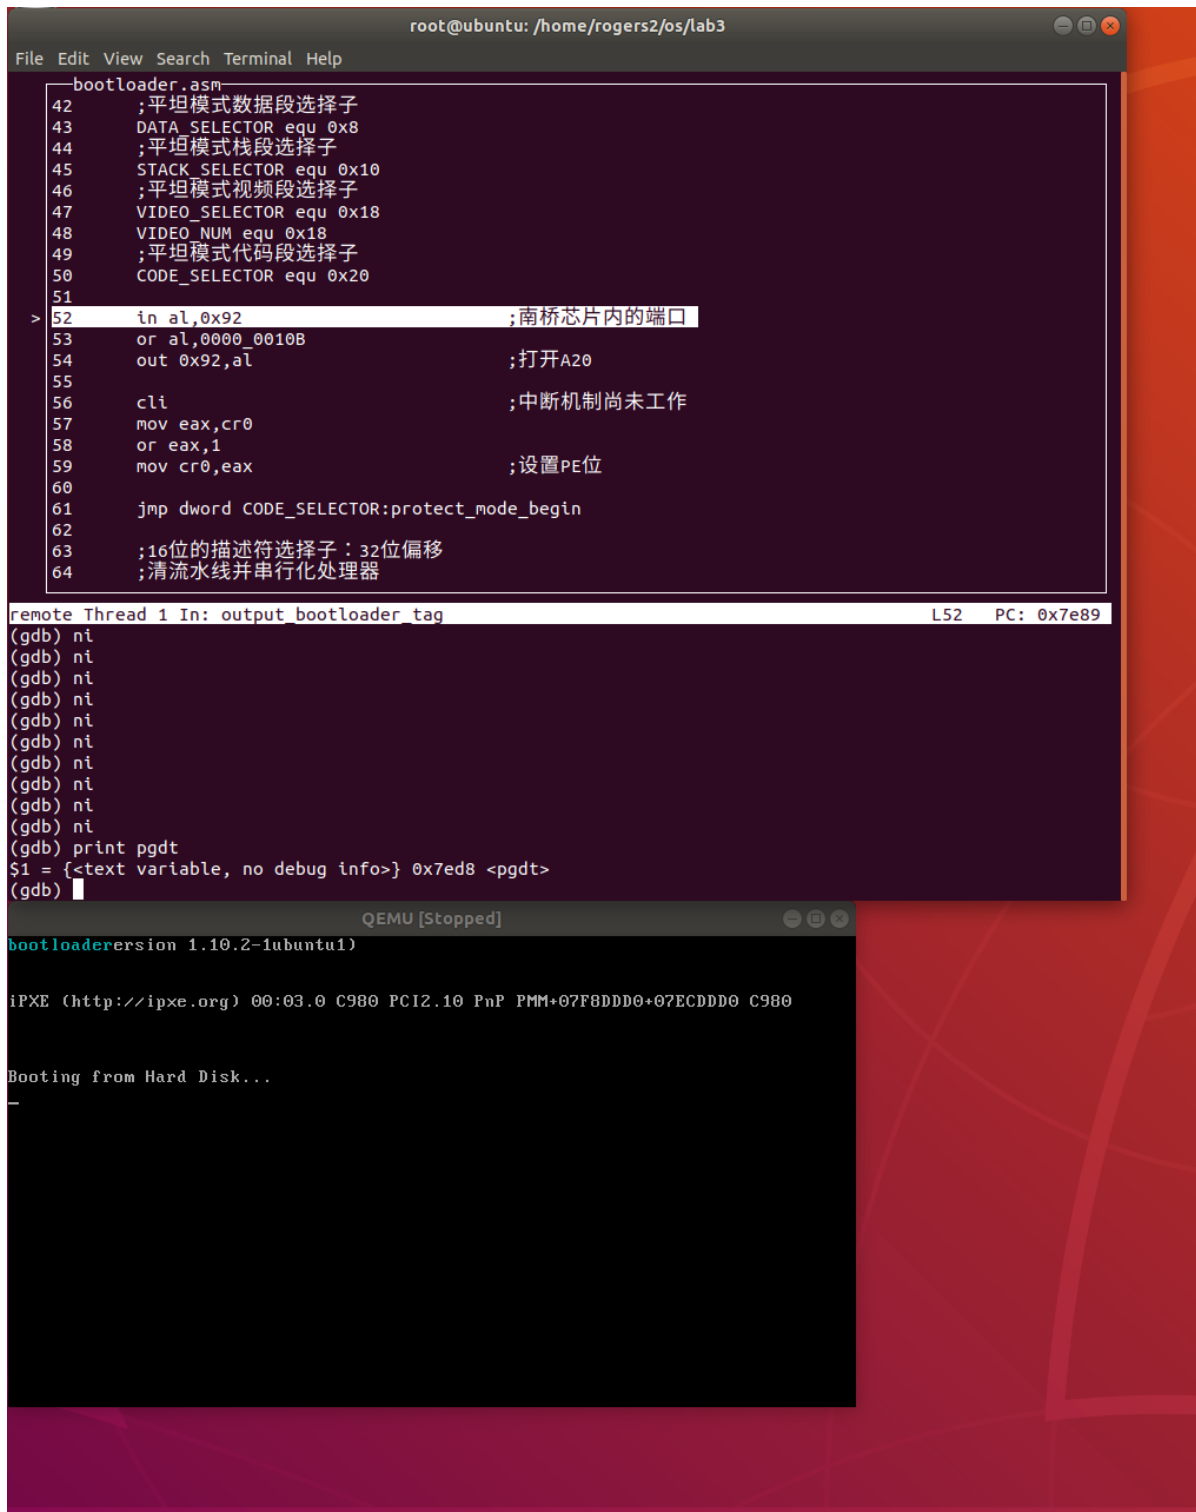 root@ubuntu: /home/rogers2/os/lab3
File Edit View Search Terminal Help
bootloader.asm
42 ;平坦模式数据段选择子
43 DATA_SELECTOR equ 0x8
44 ;平坦模式栈段选择子
45 STACK_SELECTOR equ 0x10
46 ;平坦模式视频段选择子
47 VIDEO_SELECTOR equ 0x18
48 VIDEO_NUM equ 0x18
49 ;平坦模式代码段选择子
50 CODE_SELECTOR equ 0x20
51
> 52 in al,0x92 ;南桥芯片内的端口
53 or al,0000_0010B
54 out 0x92,al ;打开A20
55
56 cli ;中断机制尚未工作
57 mov eax,cr0
58 or eax,1
59 mov cr0,eax ;设置PE位
60
61 jmp dword CODE_SELECTOR:protect_mode_begin
62
63 ;16位的描述符选择子：32位偏移
64 ;清流水线并串行化处理器
remote Thread 1 In: output_bootloader_tag L52 PC: 0x7e89
(gdb) ni
(gdb) ni
(gdb) ni
(gdb) ni
(gdb) ni
(gdb) ni
(gdb) ni
(gdb) ni
(gdb) ni
(gdb) ni
(gdb) print pgdt
$1 = {<text variable, no debug info>} 0x7ed8 <pgdt>
(gdb)
QEMU [Stopped]
bootloaderersion 1.10.2-1ubuntu1)
iPXE (http://ipxe.org) 00:03.0 C980 PCI2.10 PnP PMM+07F8DDD0+07ECDDD0 C980
Booting from Hard Disk...